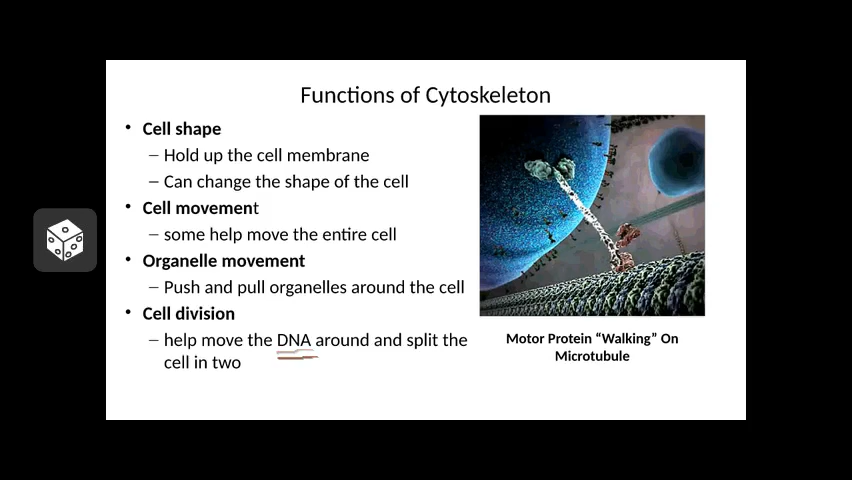 Functions of Cytoskeleton
• Cell shape
– Hold up the cell membrane
– Can change the shape of the cell
• Cell movement
– some help move the entire cell
• Organelle movement
– Push and pull organelles around the cell
• Cell division
– help move the DNA around and split the
cell in two
Motor Protein “Walking” On
Microtubule